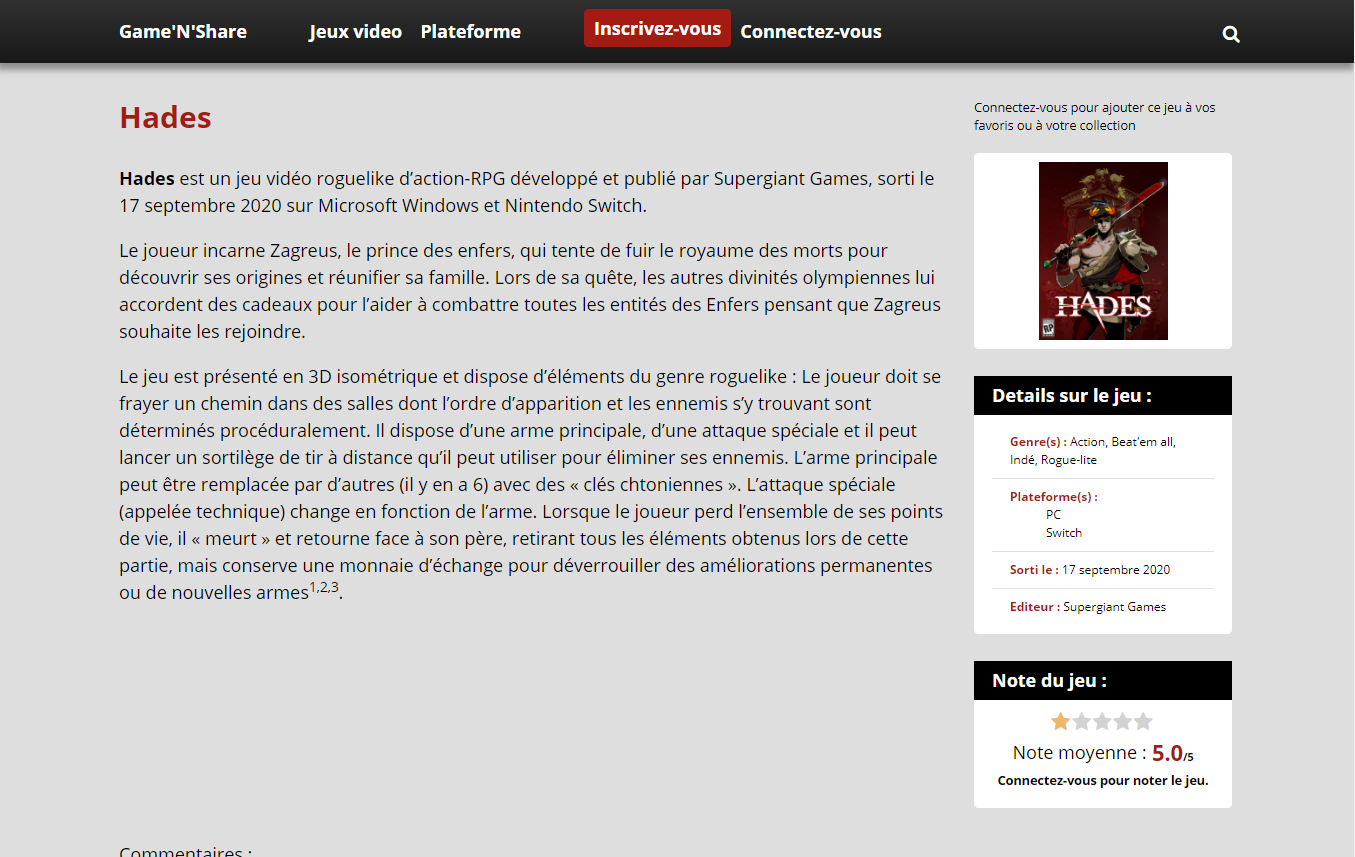 Game'N'Share Jeux video Plateforme Inscrivez-vous Connectez-vous
Hades
Hades est un jeu vidéo roguelike d’action-RPG développé et publié par Supergiant Games, sorti le
17 septembre 2020 sur Microsoft Windows et Nintendo Switch.
Le joueur incarne Zagreus, le prince des enfers, qui tente de fuir le royaume des morts pour
découvrir ses origines et réunifier sa famille. Lors de sa quête, les autres divinités olympiennes lui
accordent des cadeaux pour l’aider à combattre toutes les entités des Enfers pensant que Zagreus
souhaite les rejoindre.
Le jeu est présenté en 3D isométrique et dispose d’éléments du genre roguelike : Le joueur doit se
frayer un chemin dans des salles dont l’ordre d’apparition et les ennemis s’y trouvant sont
déterminés procéduralement. Il dispose d’une arme principale, d’une attaque spéciale et il peut
lancer un sortilège de tir à distance qu’il peut utiliser pour éliminer ses ennemis. L’arme principale
peut être remplacée par d’autres (il y en a 6) avec des « clés chtoniennes ». L’attaque spéciale
(appelée technique) change en fonction de l’arme. Lorsque le joueur perd l’ensemble de ses points
de vie, il « meurt » et retourne face à son père, retirant tous les éléments obtenus lors de cette
partie, mais conserve une monnaie d’échange pour déverrouiller des améliorations permanentes
ou de nouvelles armes1,2,3.
Commentaires :
Connectez-vous pour ajouter ce jeu à vos
favoris ou à votre collection
HADES
RP
Details sur le jeu :
Genre(s) : Action, Beat'em all,
Indé, Rogue-lite
Plateforme(s) :
PC
Switch
Sorti le : 17 septembre 2020
Editeur : Supergiant Games
Note du jeu :
Note moyenne : 5.0/5
Connectez-vous pour noter le jeu.